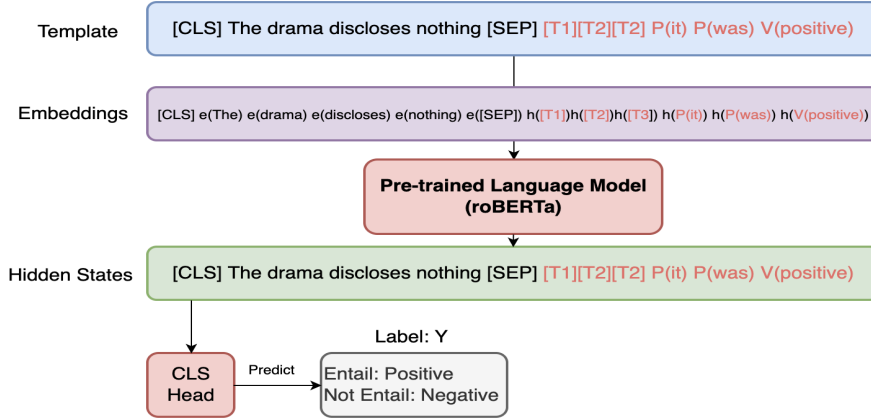 Template
[CLS] The drama discloses nothing [SEP] [T1][T2][T2] P(it) P(was) V(positive)
Embeddings
[CLS] e(The) e(drama) e(discloses) e(nothing) e([SEP]) h([T1])h([T2])h([T3]) h(P(it)) h(P(was)) h(V(positive))
Pre-trained Language Model
(roBERTa)
Hidden States
[CLS] The drama discloses nothing [SEP] [T1][T2][T2] P(it) P(was) V(positive)
Label: Y
CLS
Head
Predict
Entail: Positive
Not Entail: Negative